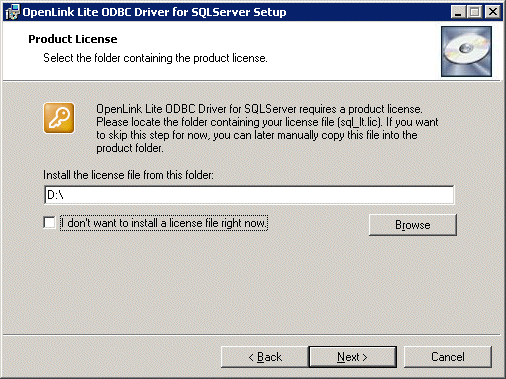 OpenLink Lite ODBC Driver for SQLServer Setup
Product License
Select the folder containing the product license.
OpenLink Lite ODBC Driver for SQLServer requires a product license.
Please locate the folder containing your license file (sql_lt.lic). If you want
to skip this step for now, you can later manually copy this file into the
product folder.
Install the license file from this folder:
D:\
I don't want to install a license file right now.
Browse
< Back
Next >
Cancel